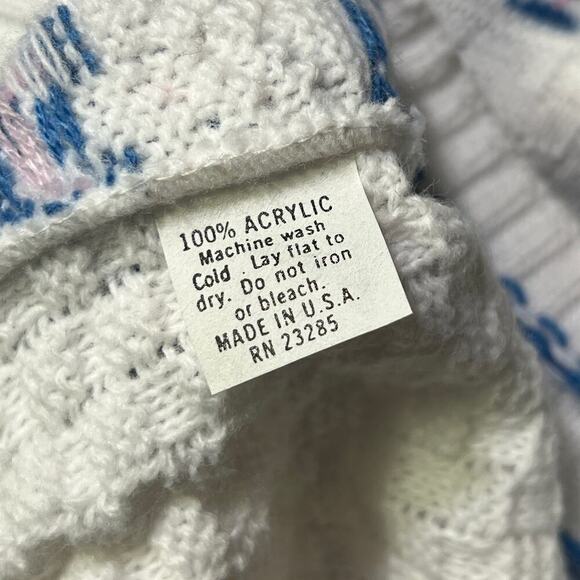 100% ACRYLIC
Machine wash
Cold . Lay flat to
dry. Do not iron
or bleach.
MADE IN U.S.A.
RN 23285